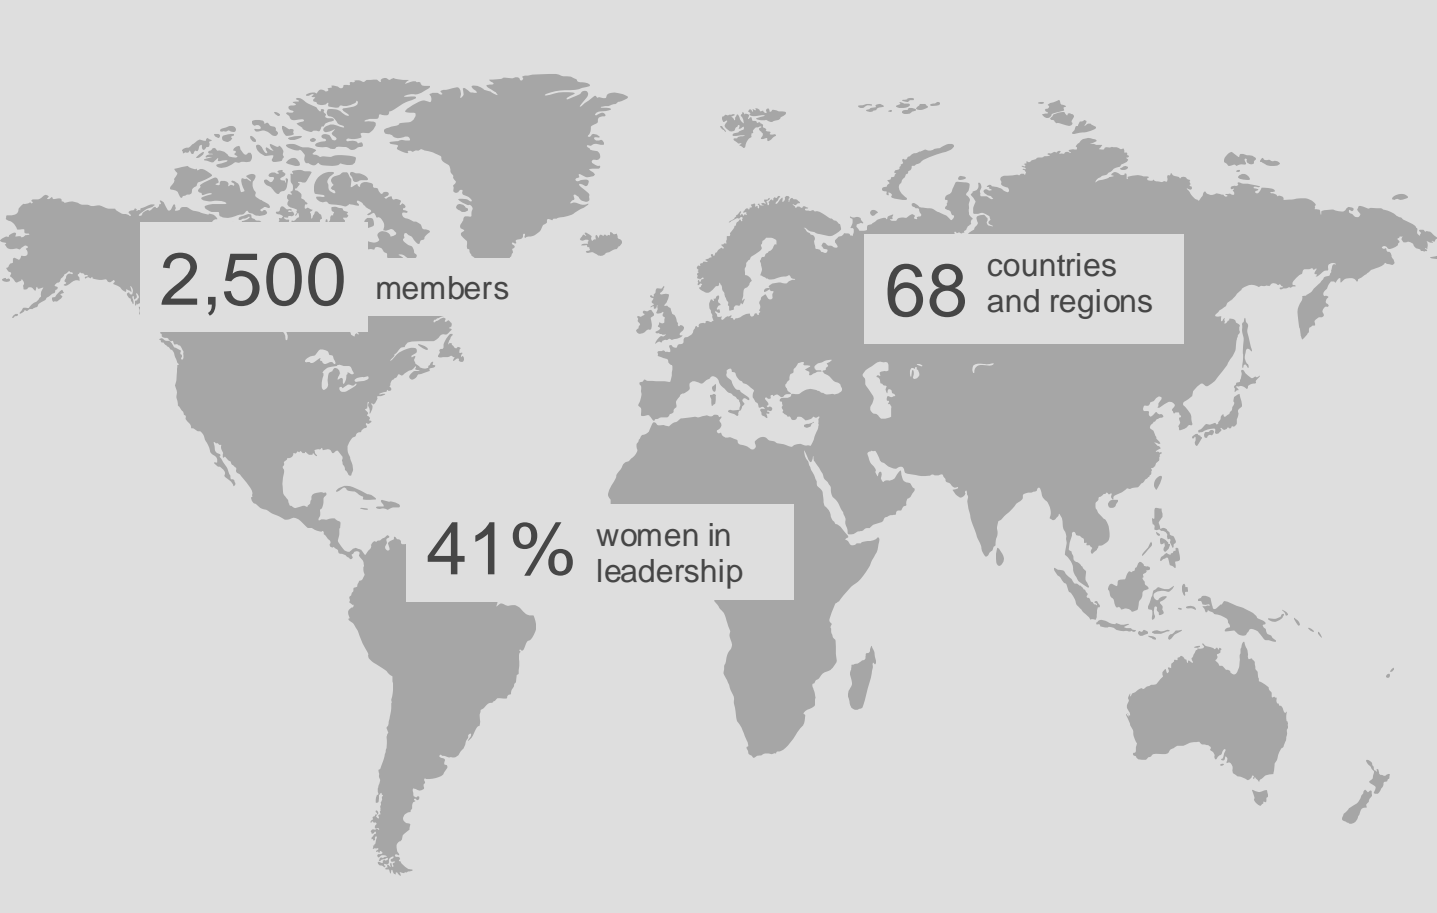 2,500 members
68 countries
and regions
41% women in
leadership